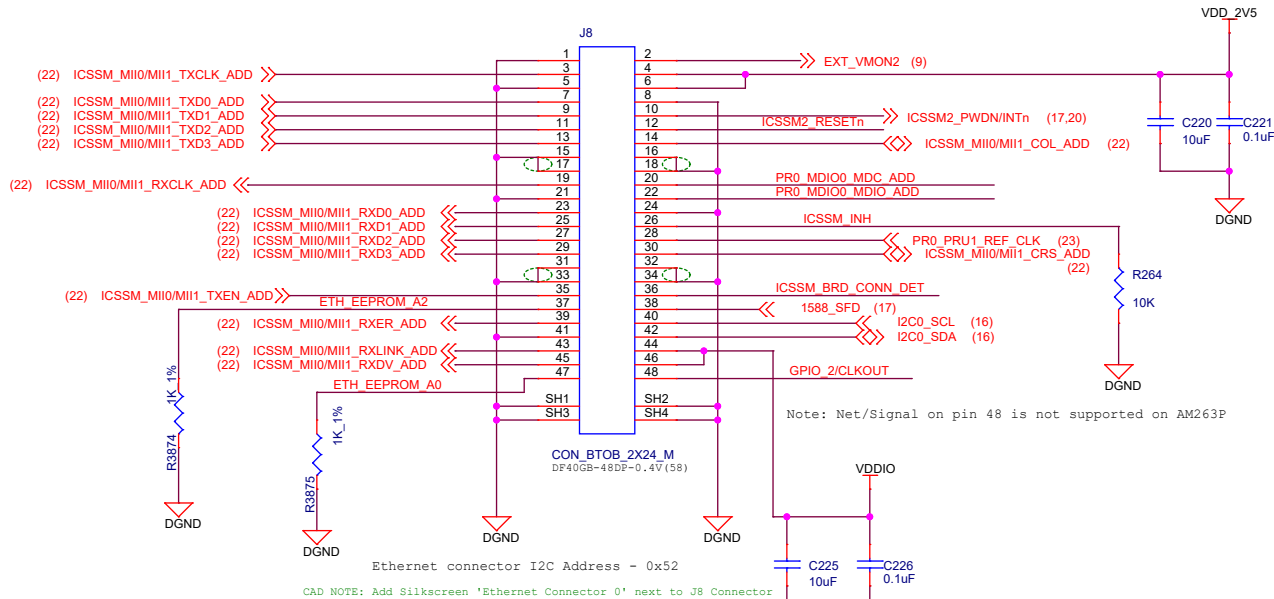 VDD_2V5
J8
1 2
EXT_VMON2 (9)
(22) ICSSM_MII0/MII1_TXCLK_ADD 3 4
5 6
(22) ICSSM_MII0/MII1_TXD0_ADD 7 8
(22) ICSSM_MII0/MII1_TXD1_ADD 9 10 ICSSM2_PWDN/INTn (17,20)
C220 C221
10uF 0.1uF
(22) ICSSM_MII0/MII1_TXD2_ADD 11 12 ICSSM2_RESETn
(22) ICSSM_MII0/MII1_TXD3_ADD 13 14 ICSSM_MII0/MII1_COL_ADD (22)
15 16
17 18
(22) ICSSM_MII0/MII1_RXCLK_ADD 19 20 PR0_MDIO0_MDC_ADD
21 22 PR0_MDIO0_MDIO_ADD
DGND
(22) ICSSM_MII0/MII1_RXD0_ADD 23 24
(22) ICSSM_MII0/MII1_RXD1_ADD 25 26 ICSSM_INH
(22) ICSSM_MII0/MII1_RXD2_ADD 27 28 PR0_PRU1_REF_CLK (23)
(22) ICSSM_MII0/MII1_RXD3_ADD 29 30 ICSSM_MII0/MII1_CRS_ADD
(22)
31 32
33 34
R264
10K
(22) ICSSM_MII0/MII1_TXEN_ADD 35 36 ICSSM_BRD_CONN_DET
ETH_EEPROM_A2 37 38 1588_SFD (17)
(22) ICSSM_MII0/MII1_RXER_ADD 39 40 I2C0_SCL (16)
41 42 I2C0_SDA (16)
(22) ICSSM_MII0/MII1_RXLINK_ADD 43 44
(22) ICSSM_MII0/MII1_RXDV_ADD 45 46
ETH_EEPROM_A0 47 48 GPIO_2/CLKOUT
DGND
SH1 SH2
SH3 SH4
Note: Net/Signal on pin 48 is not supported on AM263P
1K_1%
R3874
1K_1%
R3875
CON_BTOB_2X24_M
DF40GB-48DP-0.4V(58)
VDDIO
DGND
DGND
DGND
DGND
Ethernet connector I2C Address - 0x52
C225 C226
10uF 0.1uF
CAD NOTE: Add Silkscreen 'Ethernet Connector 0' next to J8 Connector